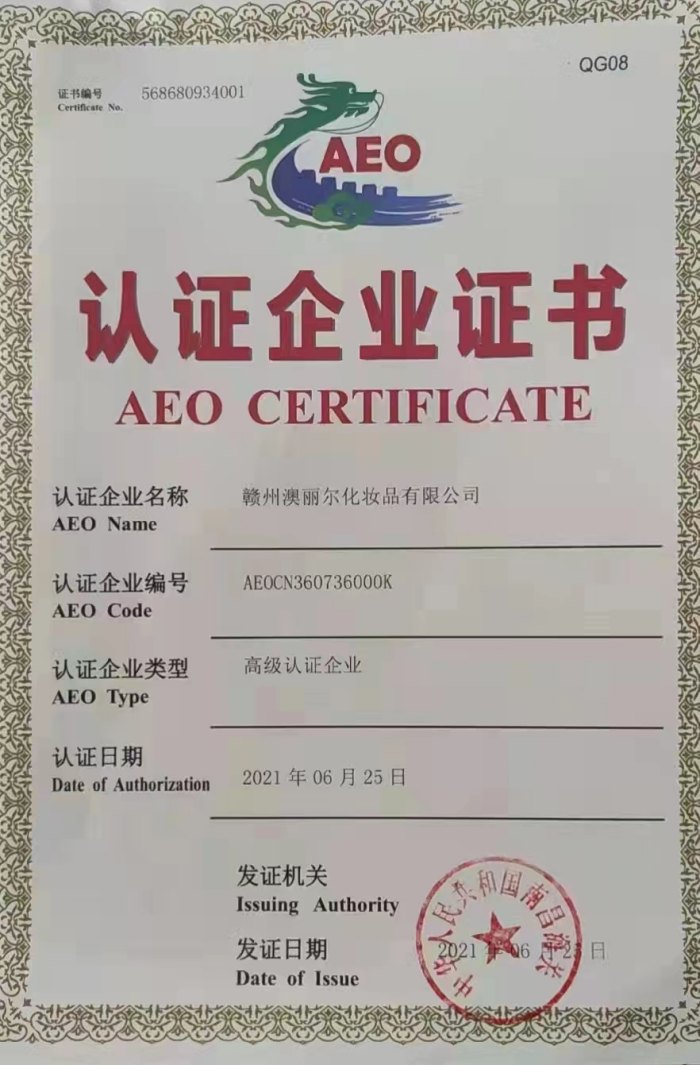 QG08
证书编号 568680934001
Certificate No.
AEO
认证企业证书
AEO CERTIFICATE
认证企业名称 赣州澳丽尔化妆品有限公司
AEO Name
认证企业编号 AEOCN360736000K
AEO Code
认证企业类型 高级认证企业
AEO Type
认证日期
Date of Authorization 2021 年 06 月 25 日
发证机关
Issuing Authority
中华人民共和国南昌海关
发证日期 2021 年 06 月 25 日
Date of Issue